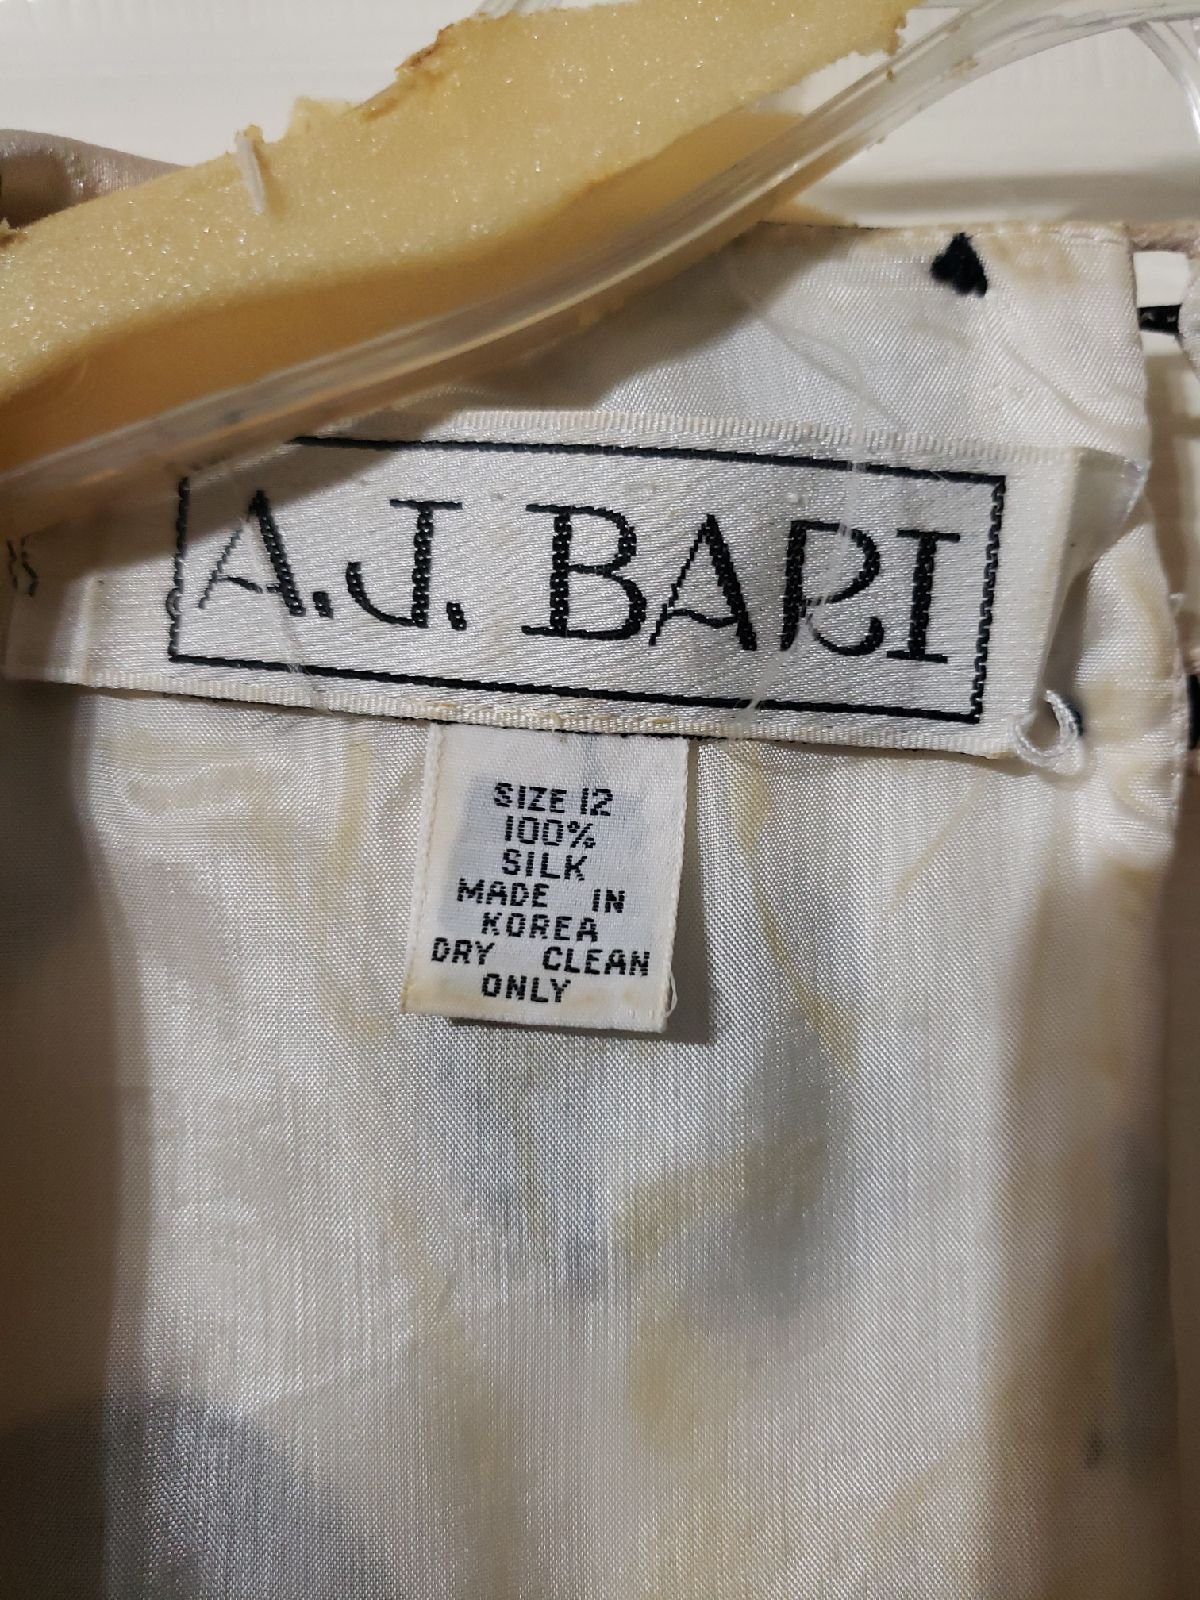 A.J. BARI
SIZE 12
100%
SILK
MADE IN
KOREA
DRY CLEAN
ONLY